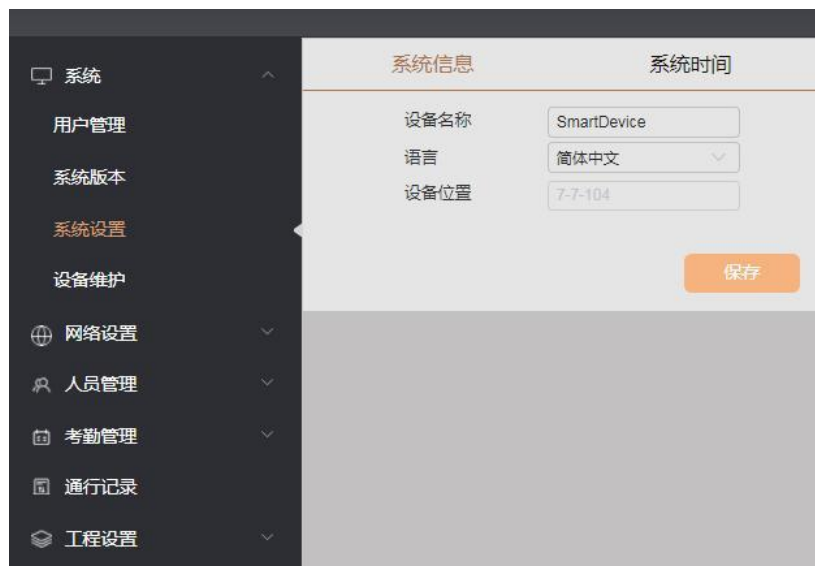 系统
用户管理
系统版本
系统设置
设备维护
网络设置
人员管理
考勤管理
通行记录
工程设置
系统信息 系统时间
设备名称 SmartDevice
语言 简体中文
设备位置 7-7-104
保存